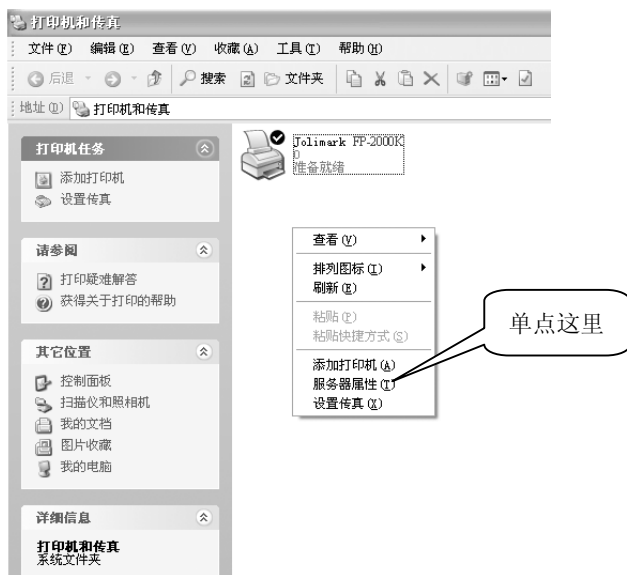 打印机和传真
文件(F) 编辑(E) 查看(V) 收藏(A) 工具(T) 帮助(H)
后退 搜索 文件夹
地址(D) 打印机和传真
打印机任务
添加打印机
设置传真
请参阅
打印疑难解答
获得关于打印的帮助
其它位置
控制面板
扫描仪和照相机
我的文档
图片收藏
我的电脑
详细信息
打印机和传真
系统文件夹
Jolimark FP-2000K
0
准备就绪
查看(V)
排列图标(I)
刷新(E)
粘贴(P)
粘贴快捷方式(S)
添加打印机(A)
服务器属性(T)
设置传真(X)
单点这里